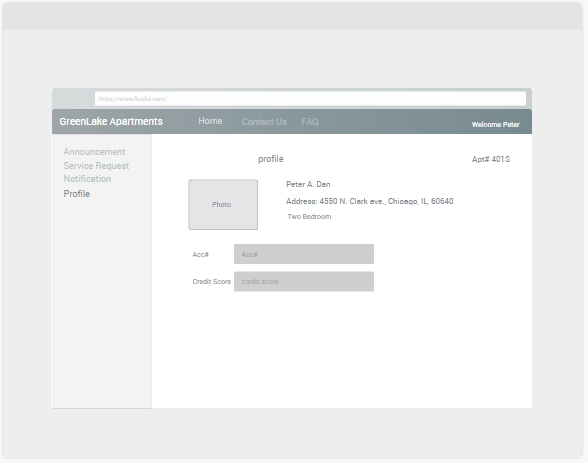 https://www.fluidui.com/
GreenLake Apartments Home Contact Us FAQ Welcome Peter
Announcement
Service Request
Notification
Profile
profile Apt# 401S
Photo
Peter A. Dan
Address: 4550 N. Clark ave., Chicago, IL, 60640
Two Bedroom
Acc# Acc#
Credit Score credit score